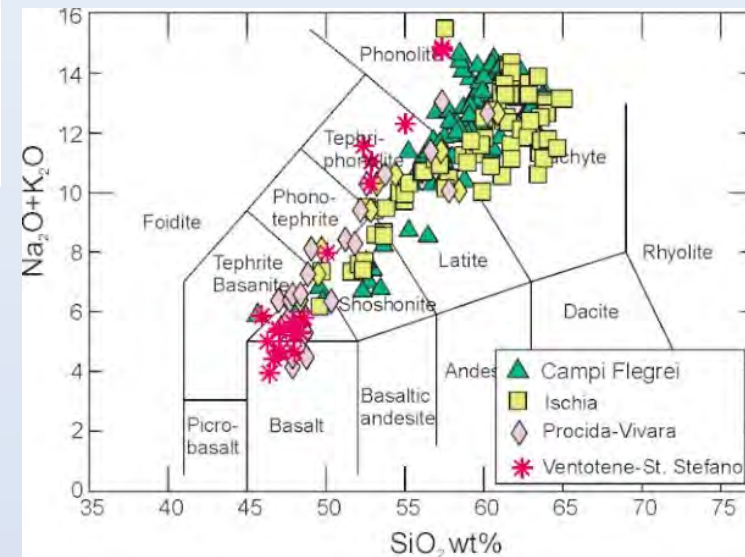 16
14
12
10
8
6
4
2
0
Na₂O+K₂O
35
40
45
50
55
60
65
70
75
SiO₂ wt%
Phonolite
Tephri-
phonolite
Phono-
tephrite
Foidite
Tephrite
Basanite
Shoshonite
Latite
Rhyolite
Dacite
Picro-
basalt
Basalt
Basaltic
andesite
Campi Flegrei
Ischia
Procida-Vivara
Ventotene-St. Stefano